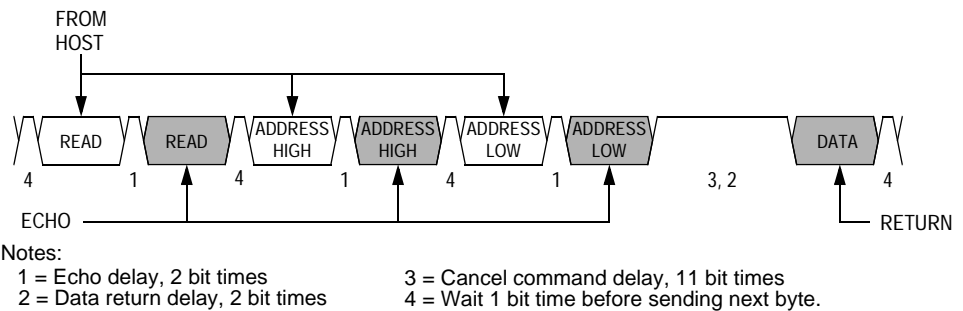 FROM
HOST
READ READ ADDRESS HIGH ADDRESS HIGH ADDRESS LOW ADDRESS LOW DATA
4 1 4 1 4 1 3, 2 4
ECHO RETURN
Notes:
1 = Echo delay, 2 bit times 3 = Cancel command delay, 11 bit times
2 = Data return delay, 2 bit times 4 = Wait 1 bit time before sending next byte.